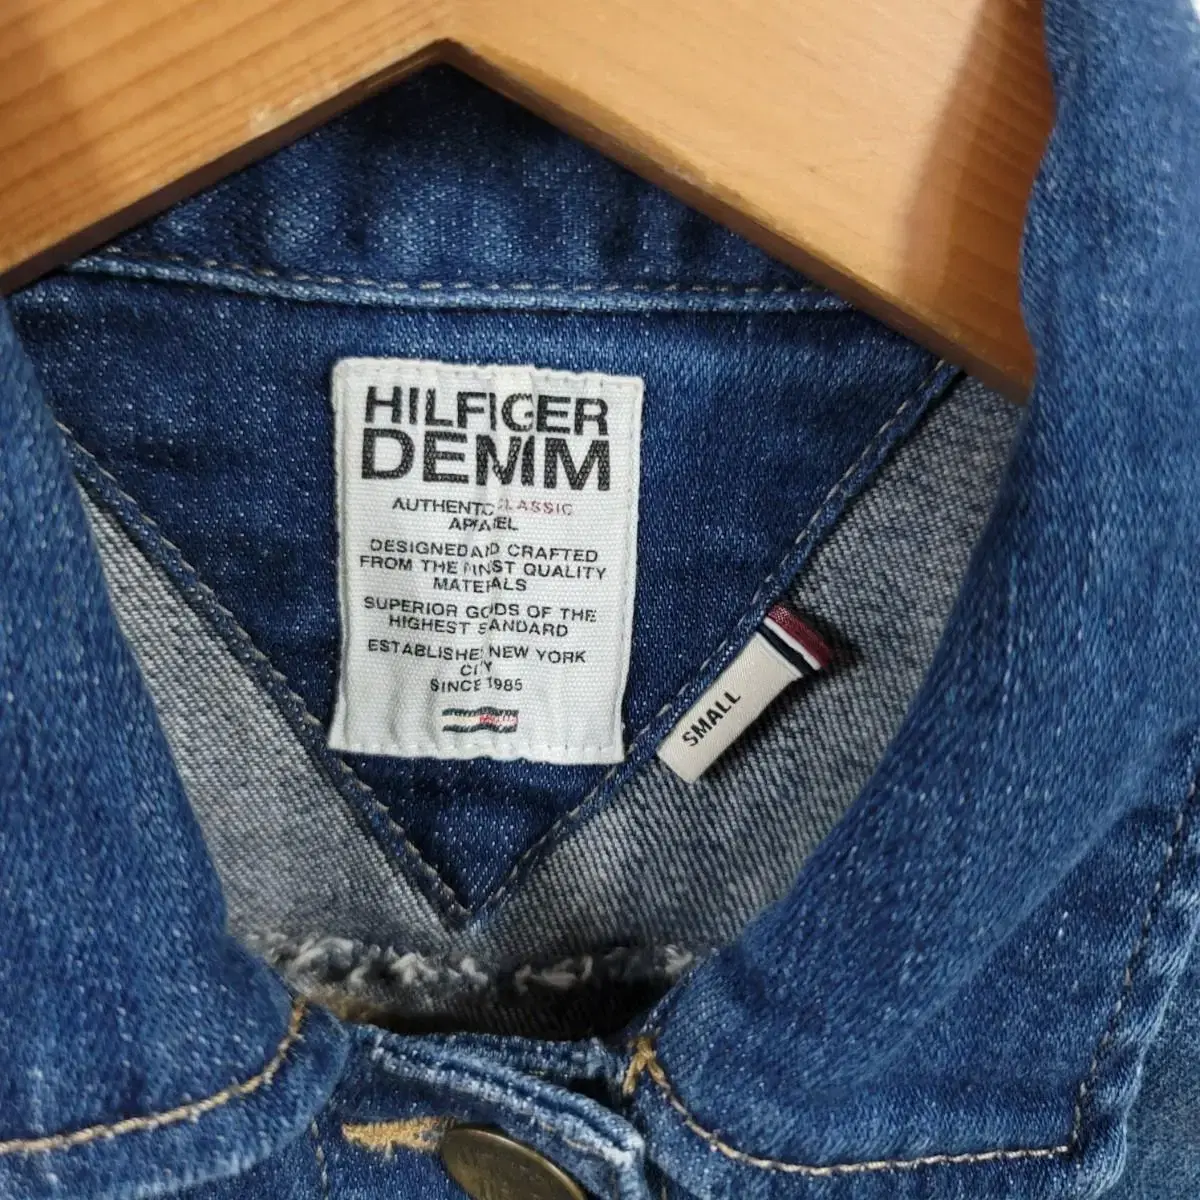 HILFIGER
DENIM
AUTHENTIC CLASSIC
APPAREL
DESIGNED AND CRAFTED
FROM THE FINEST QUALITY
MATERIALS
SUPERIOR GOODS OF THE
HIGHEST STANDARD
ESTABLISHED NEW YORK
CITY
SINCE 1985
SMALL